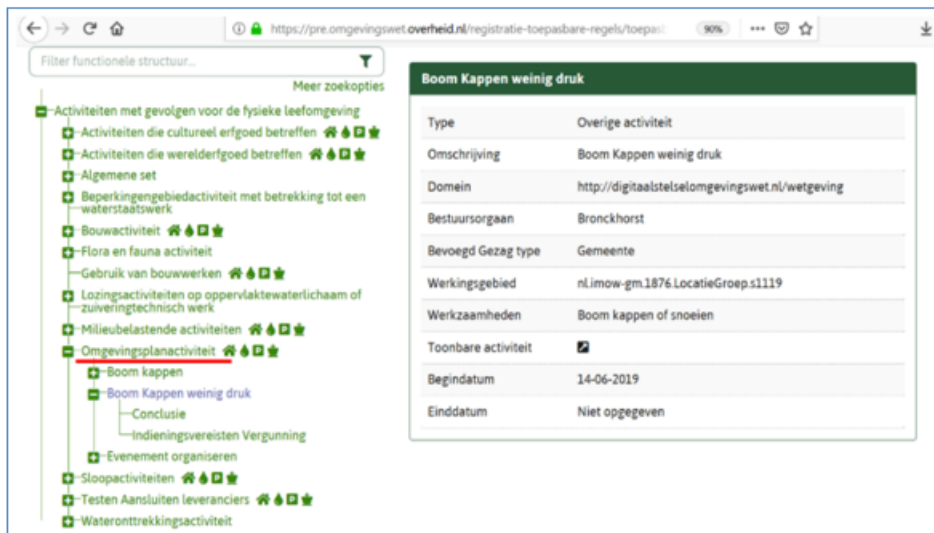 https://pre.omgevingswet.overheid.nl/registratie-toepasbare-regels/toepas
90%
Filter functionele structuur...
Meer zoekopties
Activiteiten met gevolgen voor de fysieke leefomgeving
Activiteiten die cultureel erfgoed betreffen
Activiteiten die werelderfgoed betreffen
Algemene set
Beperkingengebiedactiviteit met betrekking tot een
waterstaatswerk
Bouwactiviteit
Flora en fauna activiteit
Gebruik van bouwwerken
Lozingsactiviteiten op oppervlaktewaterlichaam of
zuiveringtechnisch werk
Milieubelastende activiteiten
Omgevingsplanactiviteit
Boom kappen
Boom Kappen weinig druk
Conclusie
Indieningsvereisten Vergunning
Evenement organiseren
Sloopactiviteiten
Testen Aansluiten leveranciers
Wateronttrekkingsactiviteit
Boom Kappen weinig druk
Type Overige activiteit
Omschrijving Boom Kappen weinig druk
Domein http://digitaalstelselomgevingswet.nl/wetgeving
Bestuursorgaan Bronckhorst
Bevoegd Gezag type Gemeente
Werkingsgebied nl.imow-gm.1876.LocatieGroep.s1119
Werkzaamheden Boom kappen of snoeien
Toonbare activiteit
Begindatum 14-06-2019
Einddatum Niet opgegeven